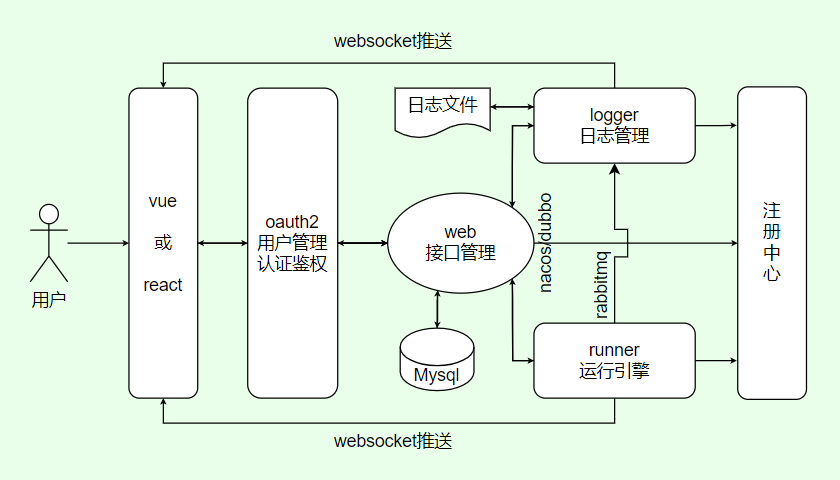 websocket推送
日志文件
logger
日志管理
vue
或
react
oauth2
用户管理
认证鉴权
web
接口管理
nacos/dubbo
rabbitmq
注
册
中
心
用户
Mysql
runner
运行引擎
websocket推送